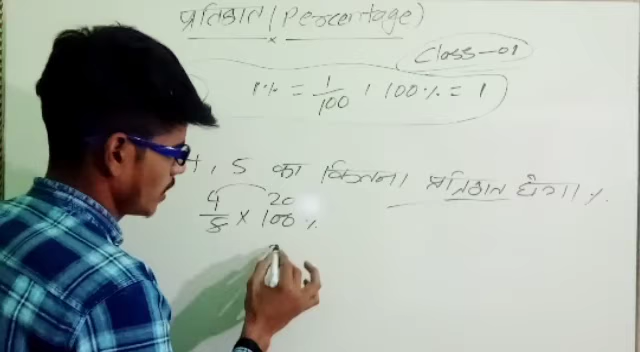 प्रतिशत (Percentage)
Class-01
1% = 1/100, 100% = 1
4, 5 का कितना प्रतिशत होगा %.
4/5 × 100 %
20